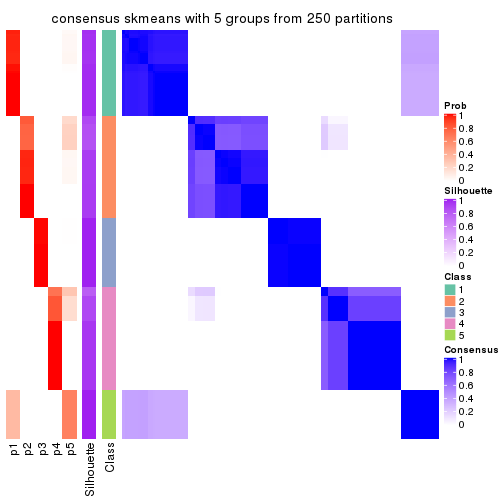 consensus skmeans with 5 groups from 250 partitions
Prob
1
0.8
0.6
0.4
0.2
0
Silhouette
1
0.8
0.6
0.4
0.2
0
Class
1
2
3
4
5
Consensus
1
0.8
0.6
0.4
0.2
0
p1
p2
p3
p4
p5
Silhouette
Class